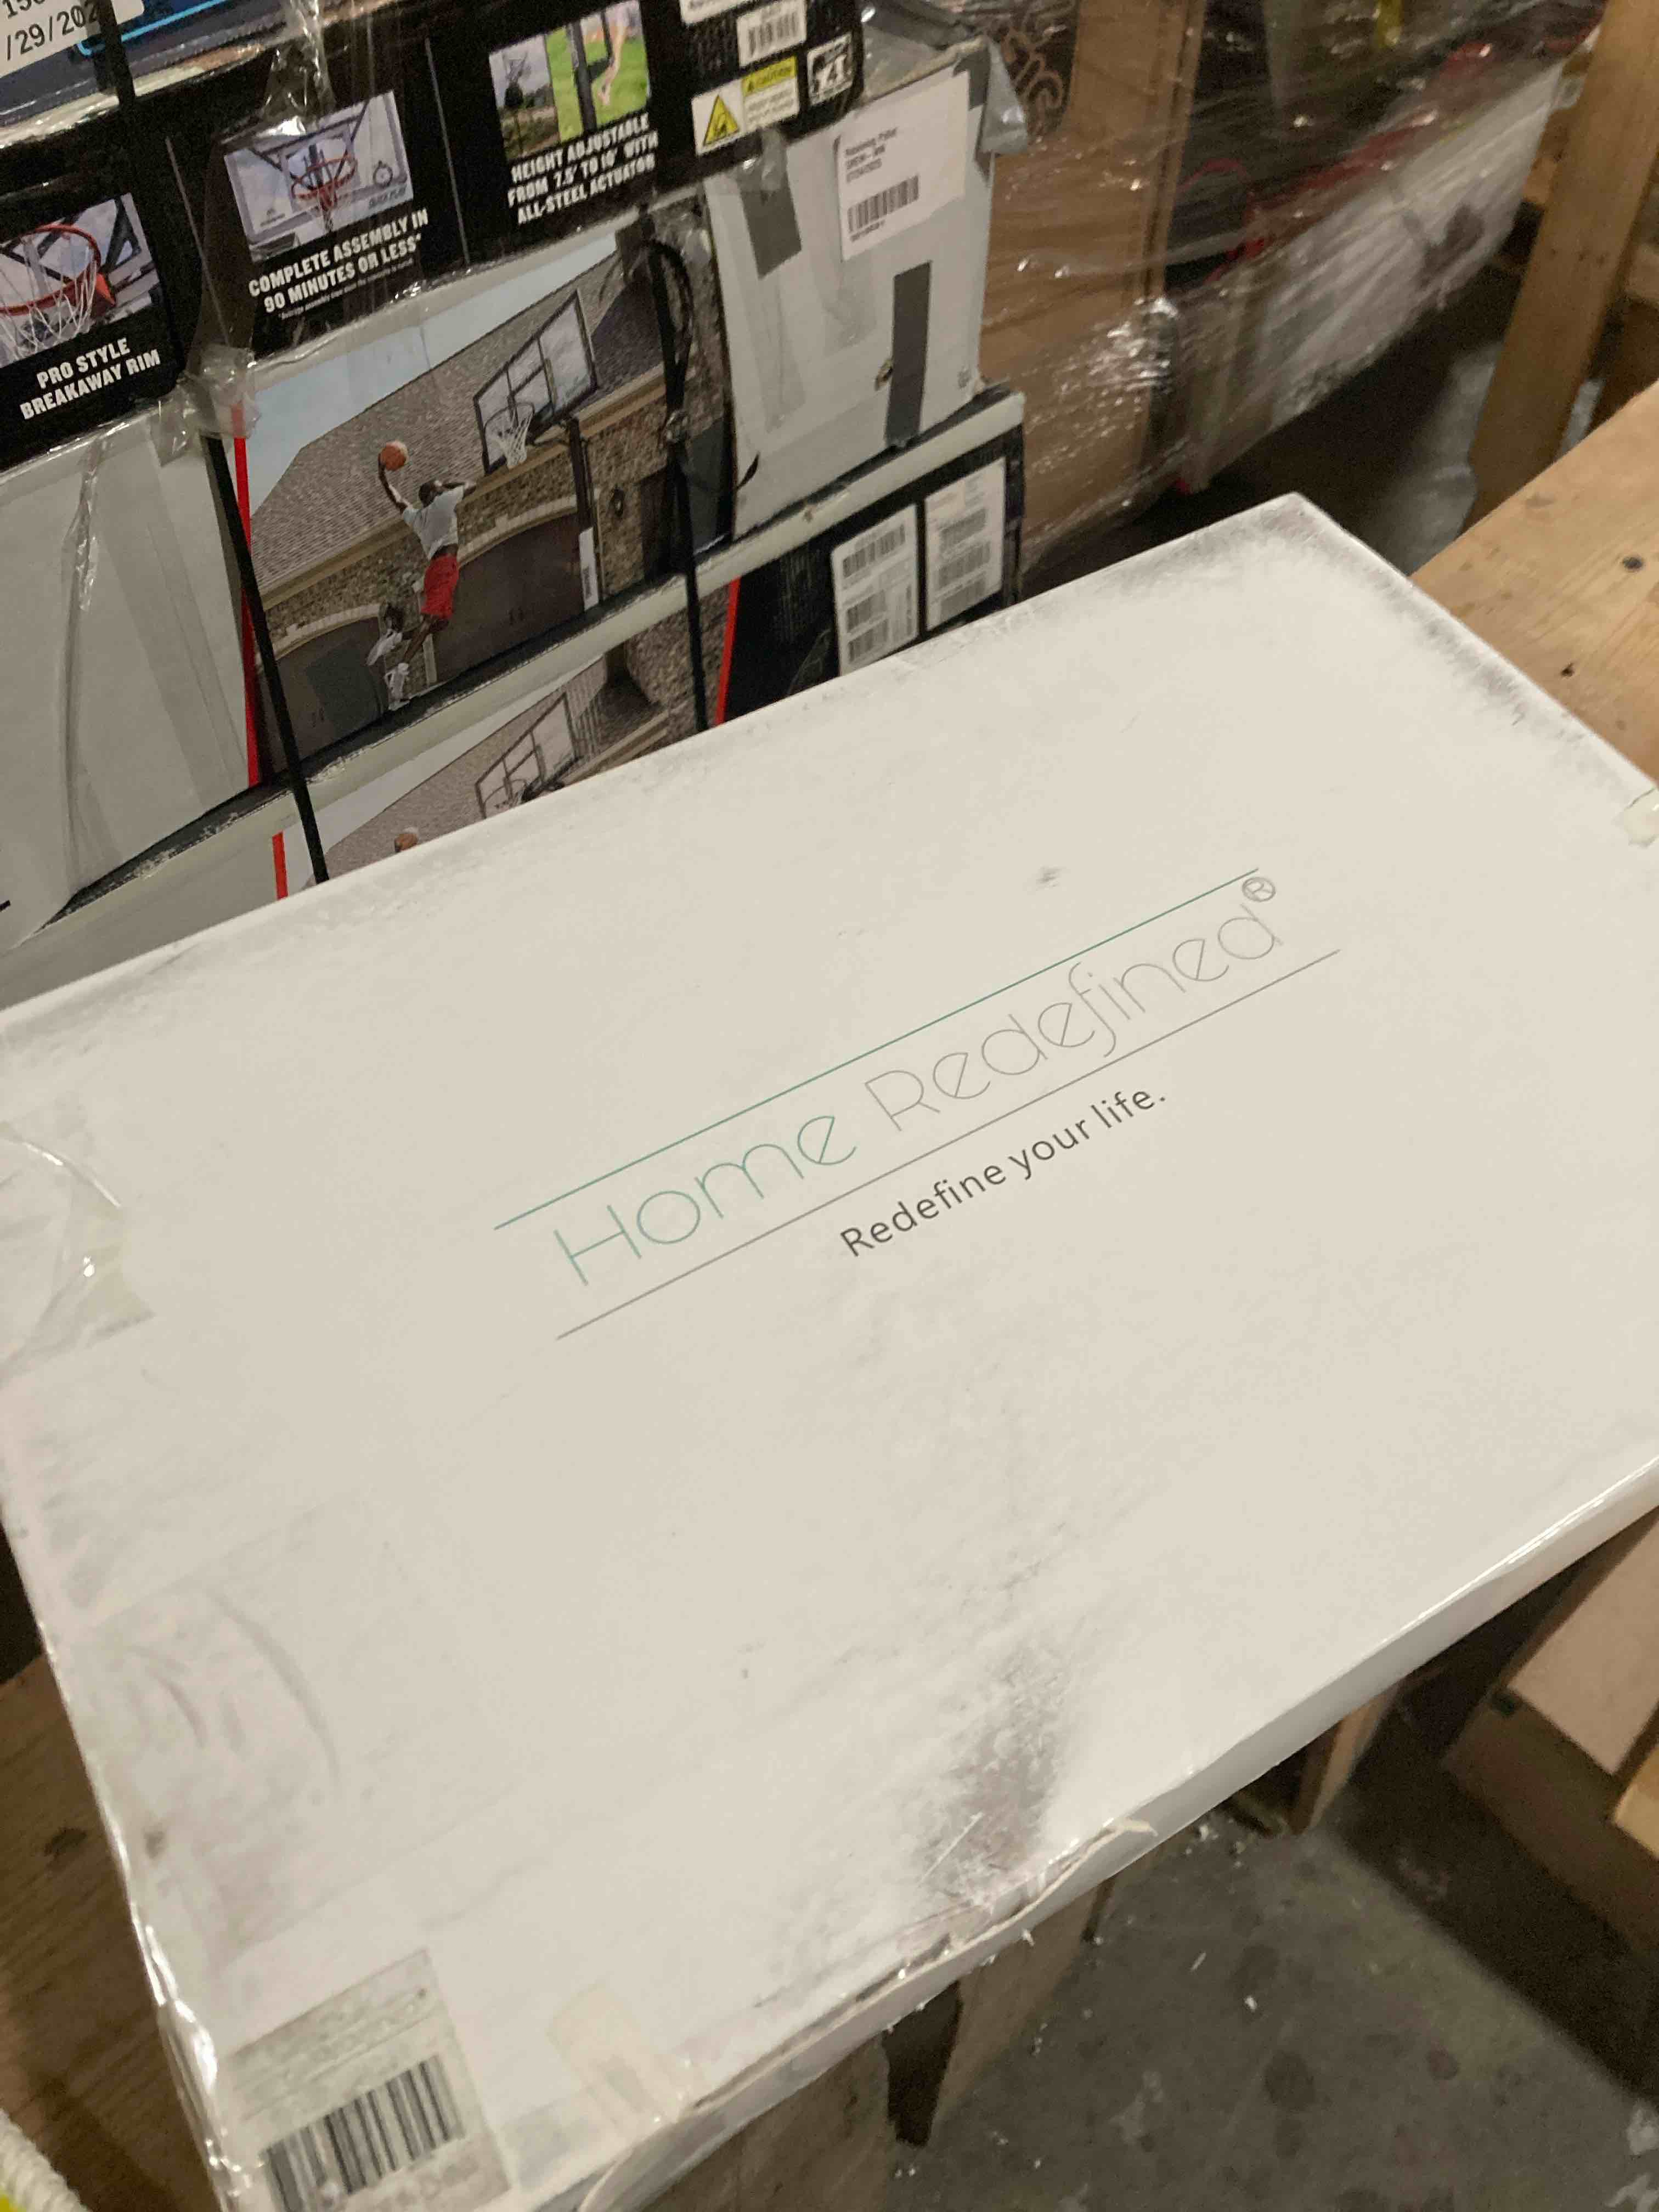 /29/202
PRO STYLE
BREAKAWAY RIM
COMPLETE ASSEMBLY IN
90 MINUTES OR LESS*
HEIGHT ADJUSTABLE
FROM 7.5' TO 10' WITH
ALL-STEEL ACTUATOR
Home Redefined®
Redefine your life.